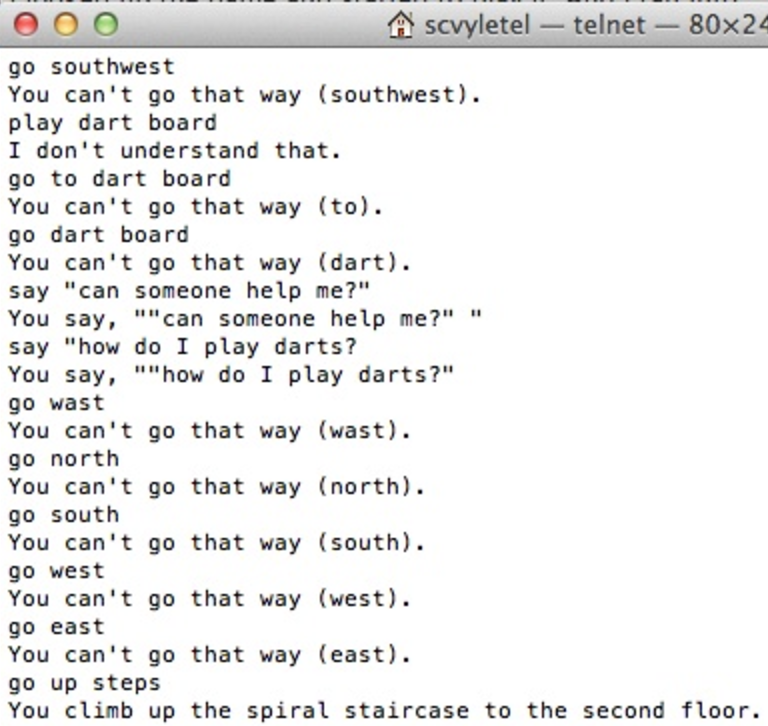 scvyletel — telnet — 80×24
go southwest
You can't go that way (southwest).
play dart board
I don't understand that.
go to dart board
You can't go that way (to).
go dart board
You can't go that way (dart).
say "can someone help me?"
You say, ""can someone help me?" "
say "how do I play darts?
You say, ""how do I play darts?"
go wast
You can't go that way (wast).
go north
You can't go that way (north).
go south
You can't go that way (south).
go west
You can't go that way (west).
go east
You can't go that way (east).
go up steps
You climb up the spiral staircase to the second floor.